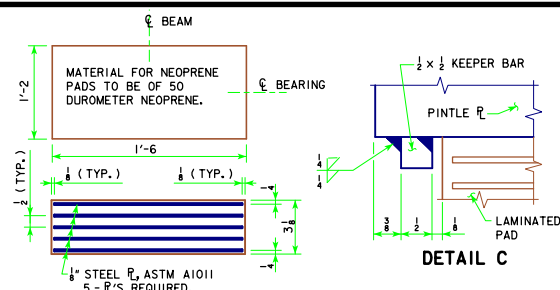 ℄ BEAM
MATERIAL FOR NEOPRENE
PADS TO BE OF 50
DUROMETER NEOPRENE.
℄ BEARING
1'-2
1'-6
1/8 (TYP.)
1/8 (TYP.)
1/2 (TYP.)
1/4
3 1/8
1/4
1/8" STEEL ⅊, ASTM A1011
5 - ⅊'S REQUIRED
1/2 x 1/2 KEEPER BAR
PINTLE ⅊
1/4
1/4
3/8
1/2
1/8
LAMINATED
PAD
DETAIL C